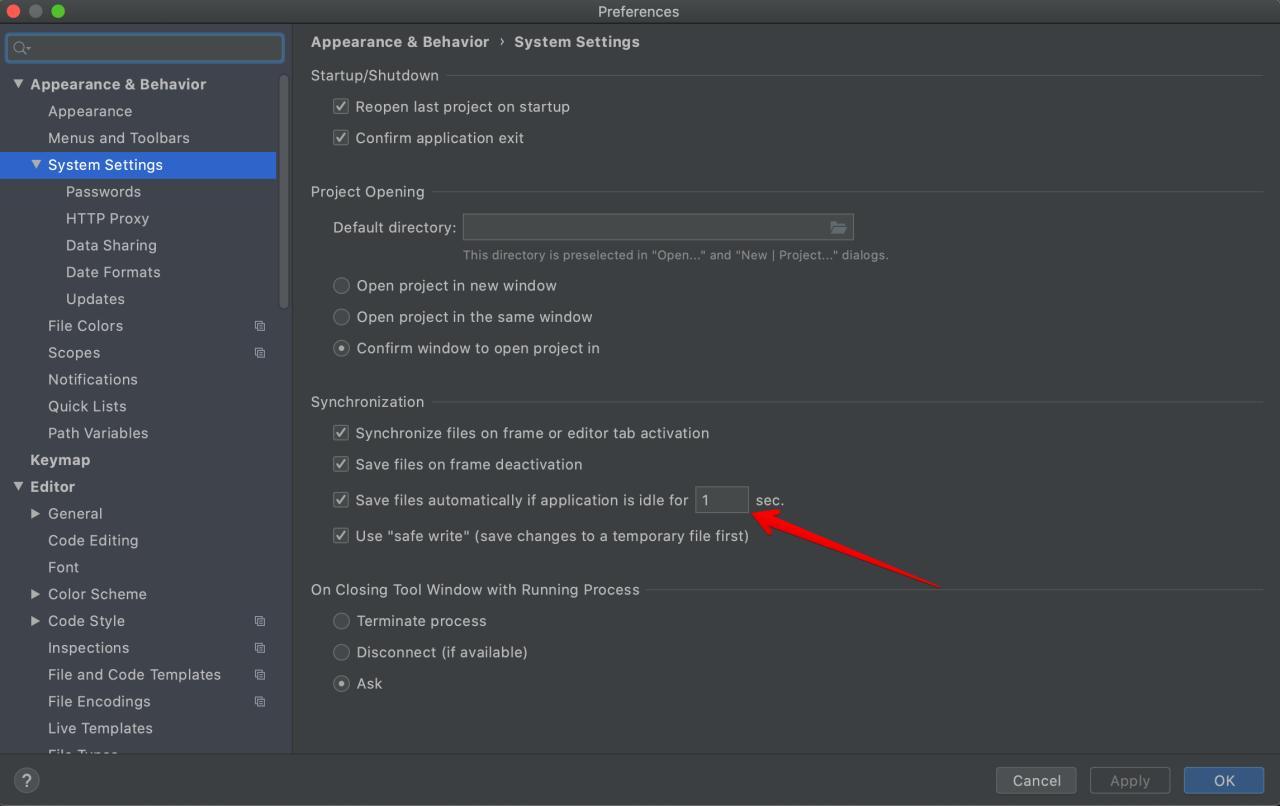 Preferences
Appearance & Behavior
Appearance
Menus and Toolbars
System Settings
Passwords
HTTP Proxy
Data Sharing
Date Formats
Updates
File Colors
Scopes
Notifications
Quick Lists
Path Variables
Keymap
Editor
General
Code Editing
Font
Color Scheme
Code Style
Inspections
File and Code Templates
File Encodings
Live Templates
File Types
Appearance & Behavior › System Settings
Startup/Shutdown
Reopen last project on startup
Confirm application exit
Project Opening
Default directory:
This directory is preselected in "Open..." and "New | Project..." dialogs.
Open project in new window
Open project in the same window
Confirm window to open project in
Synchronization
Synchronize files on frame or editor tab activation
Save files on frame deactivation
Save files automatically if application is idle for 1 sec.
Use "safe write" (save changes to a temporary file first)
On Closing Tool Window with Running Process
Terminate process
Disconnect (if available)
Ask
?
Cancel
Apply
OK